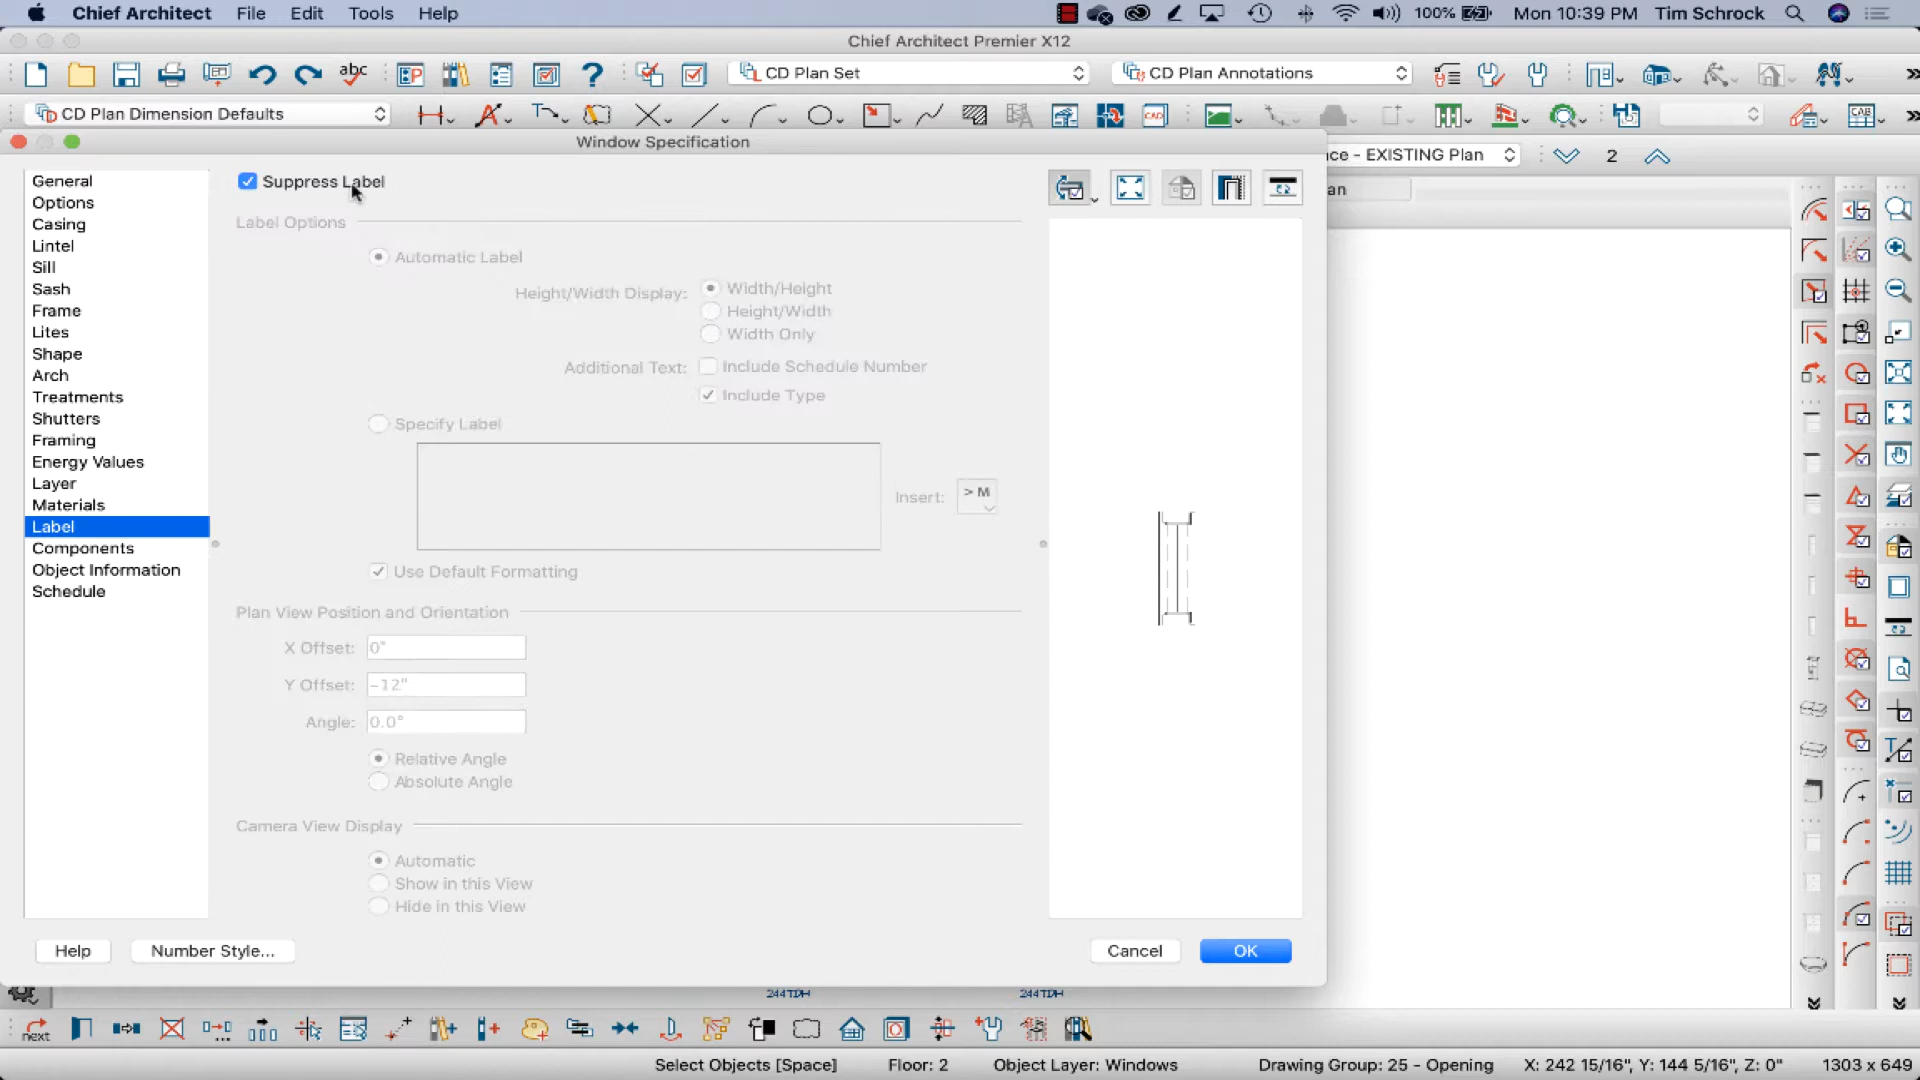 Chief Architect File Edit Tools Help 100% Mon 10:39 PM Tim Schrock
Chief Architect Premier X12
abc CD Plan Set CD Plan Annotations
CD Plan Dimension Defaults
Window Specification
ce - EXISTING Plan 2
an
General
Options
Casing
Lintel
Sill
Sash
Frame
Lites
Shape
Arch
Treatments
Shutters
Framing
Energy Values
Layer
Materials
Label
Components
Object Information
Schedule
Suppress Label
Label Options
Automatic Label
Height/Width Display: Width/Height
Height/Width
Width Only
Additional Text: Include Schedule Number
Include Type
Specify Label
Insert: > M
Use Default Formatting
Plan View Position and Orientation
X Offset: 0"
Y Offset: -12"
Angle: 0.0°
Relative Angle
Absolute Angle
Camera View Display
Automatic
Show in this View
Hide in this View
Help Number Style... Cancel OK
244TDH 244TDH
next
Select Objects [Space] Floor: 2 Object Layer: Windows Drawing Group: 25 - Opening X: 242 15/16", Y: 144 5/16", Z: 0" 1303 x 649